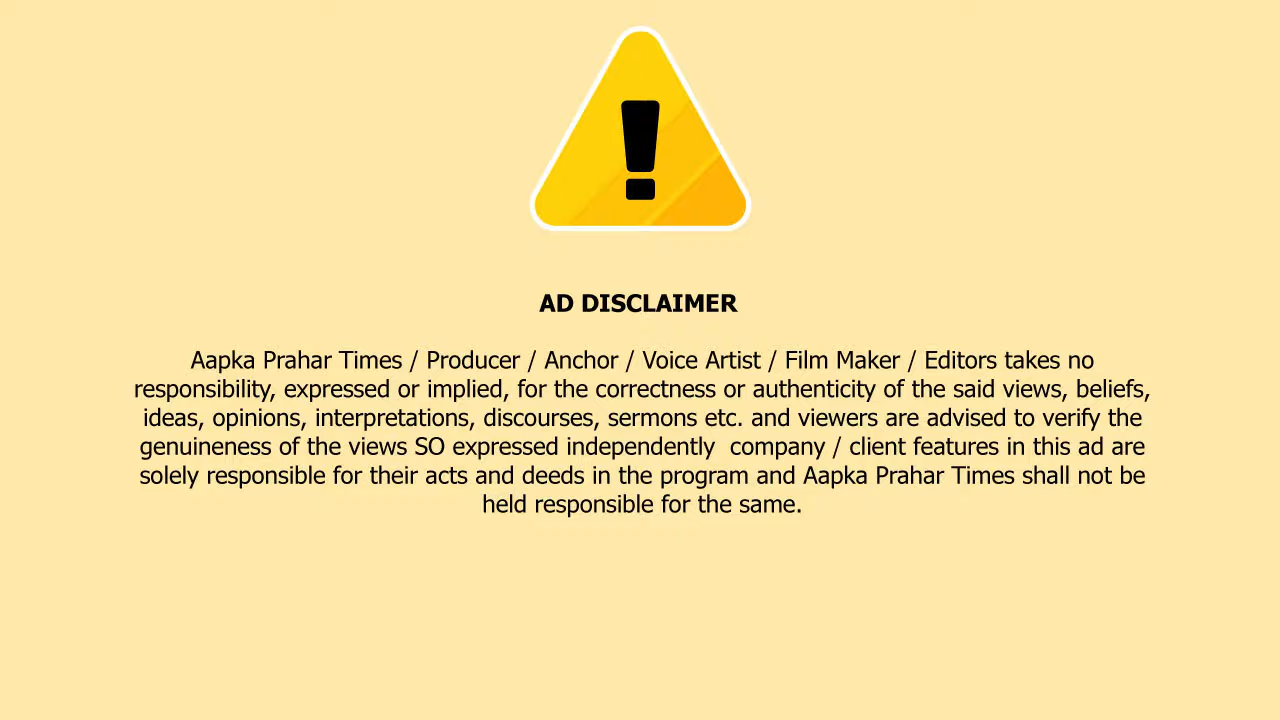 AD DISCLAIMER
Aapka Prahar Times / Producer / Anchor / Voice Artist / Film Maker / Editors takes no
responsibility, expressed or implied, for the correctness or authenticity of the said views, beliefs,
ideas, opinions, interpretations, discourses, sermons etc. and viewers are advised to verify the
genuineness of the views SO expressed independently  company / client features in this ad are
solely responsible for their acts and deeds in the program and Aapka Prahar Times shall not be
held responsible for the same.